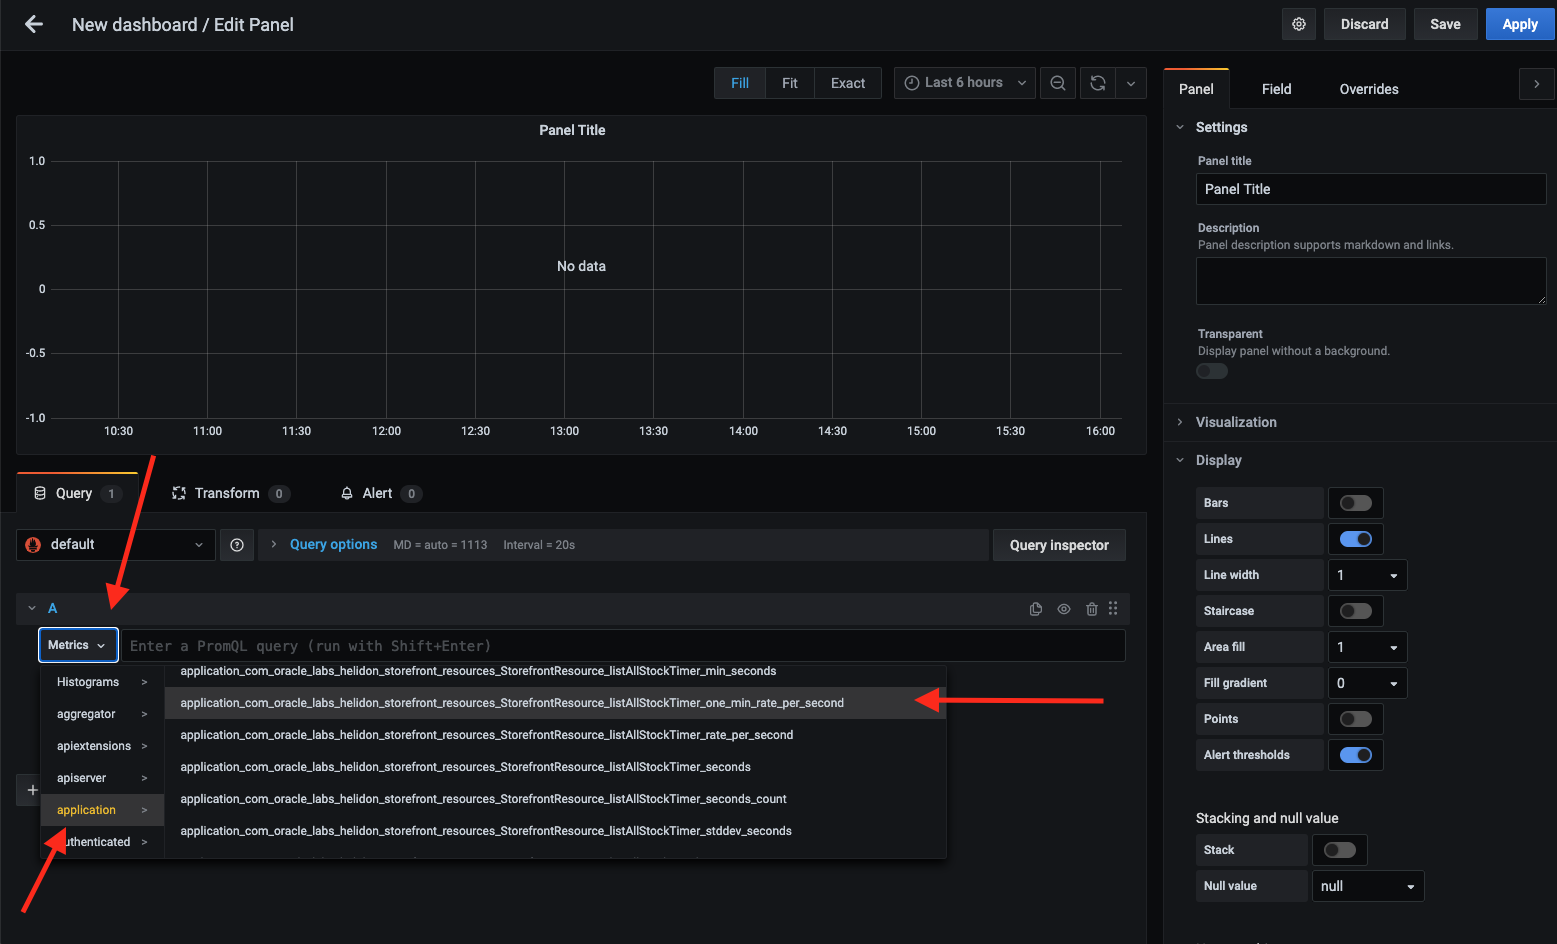 New dashboard / Edit Panel
Discard
Save
Apply
Fill
Fit
Exact
Last 6 hours
Panel
Field
Overrides
Panel Title
1.0
0.5
0
-0.5
-1.0
No data
10:30
11:00
11:30
12:00
12:30
13:00
13:30
14:00
14:30
15:00
15:30
16:00
Query 1
Transform 0
Alert 0
default
Query options MD = auto = 1113 Interval = 20s
Query inspector
A
Metrics
Enter a PromQL query (run with Shift+Enter)
Histograms >
aggregator >
apiextensions >
apiserver >
application >
uthenticated >
application_com_oracle_labs_helidon_storefront_resources_StorefrontResource_listAllStockTimer_min_seconds
application_com_oracle_labs_helidon_storefront_resources_StorefrontResource_listAllStockTimer_one_min_rate_per_second
application_com_oracle_labs_helidon_storefront_resources_StorefrontResource_listAllStockTimer_rate_per_second
application_com_oracle_labs_helidon_storefront_resources_StorefrontResource_listAllStockTimer_seconds
application_com_oracle_labs_helidon_storefront_resources_StorefrontResource_listAllStockTimer_seconds_count
application_com_oracle_labs_helidon_storefront_resources_StorefrontResource_listAllStockTimer_stddev_seconds
Settings
Panel title
Panel Title
Description
Panel description supports markdown and links.
Transparent
Display panel without a background.
Visualization
Display
Bars
Lines
Line width 1
Staircase
Area fill 1
Fill gradient 0
Points
Alert thresholds
Stacking and null value
Stack
Null value null